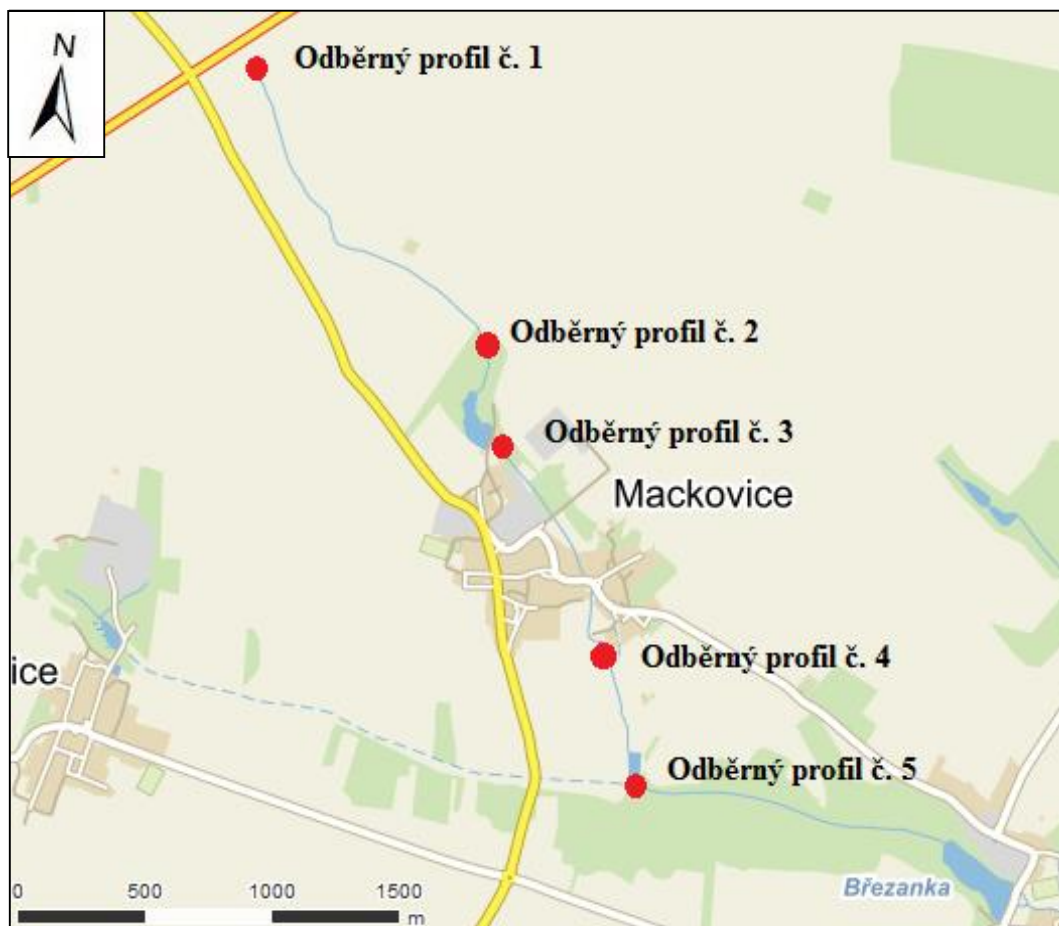 N
Odběrný profil č. 1
Odběrný profil č. 2
Odběrný profil č. 3
Mackovice
Odběrný profil č. 4
ice
Odběrný profil č. 5
Březanka
0 500 1000 1500
m